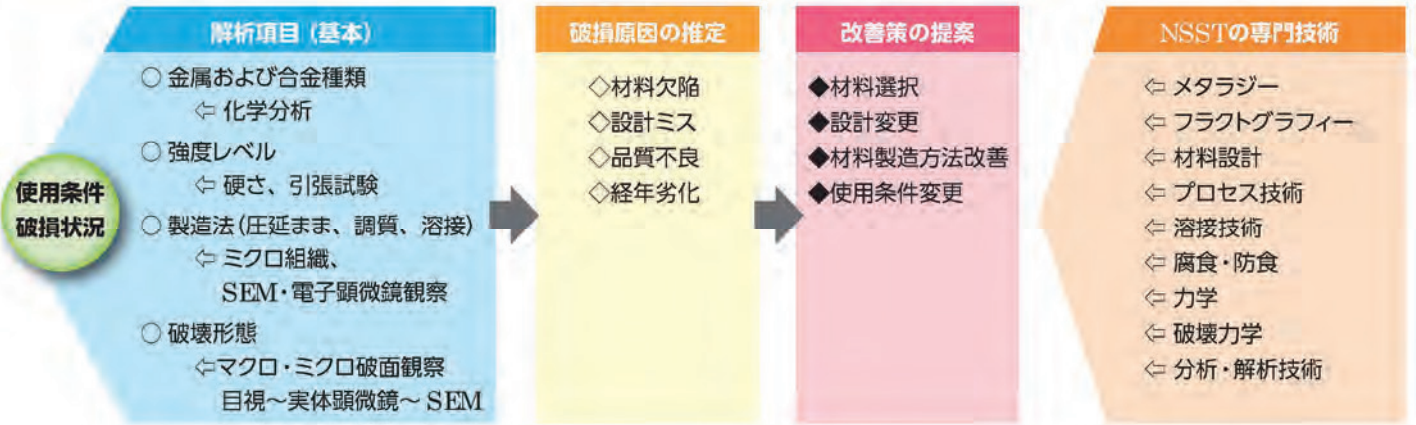 使用条件
破損状況
解析項目 (基本)
○ 金属および合金種類
⇦ 化学分析
○ 強度レベル
⇦ 硬さ、引張試験
○ 製造法(圧延まま、調質、溶接)
⇦ ミクロ組織、
SEM・電子顕微鏡観察
○ 破壊形態
⇦マクロ・ミクロ破面観察
目視～実体顕微鏡～ SEM
破損原因の推定
◇材料欠陥
◇設計ミス
◇品質不良
◇経年劣化
改善策の提案
◆材料選択
◆設計変更
◆材料製造方法改善
◆使用条件変更
NSSTの専門技術
⇦ メタラジー
⇦ フラクトグラフィー
⇦ 材料設計
⇦ プロセス技術
⇦ 溶接技術
⇦ 腐食・防食
⇦ 力学
⇦ 破壊力学
⇦ 分析・解析技術